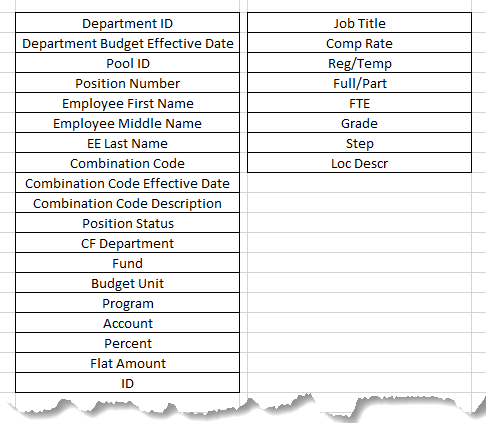 Department ID
Department Budget Effective Date
Pool ID
Position Number
Employee First Name
Employee Middle Name
EE Last Name
Combination Code
Combination Code Effective Date
Combination Code Description
Position Status
CF Department
Fund
Budget Unit
Program
Account
Percent
Flat Amount
ID
Job Title
Comp Rate
Reg/Temp
Full/Part
FTE
Grade
Step
Loc Descr